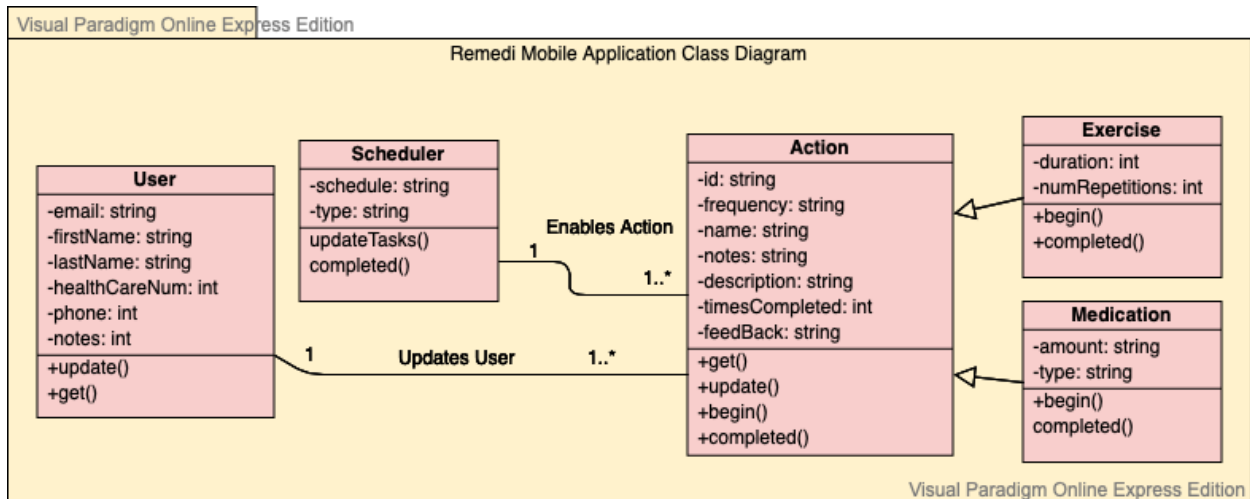 Visual Paradigm Online Express Edition
Remedi Mobile Application Class Diagram
User
-email: string
-firstName: string
-lastName: string
-healthCareNum: int
-phone: int
-notes: int
+update()
+get()
Scheduler
-schedule: string
-type: string
updateTasks()
completed()
Enables Action
1
1..*
1
Updates User
1..*
Action
-id: string
-frequency: string
-name: string
-notes: string
-description: string
-timesCompleted: int
-feedBack: string
+get()
+update()
+begin()
+completed()
Exercise
-duration: int
-numRepetitions: int
+begin()
+completed()
Medication
-amount: string
-type: string
+begin()
completed()
Visual Paradigm Online Express Edition